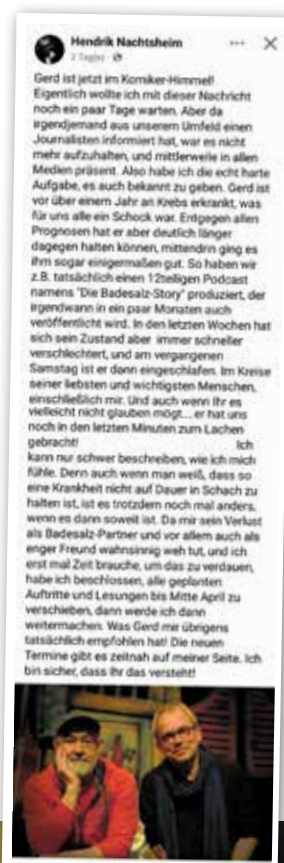 Hendrik Nachtsheim
2 Tag(e)
Gerd ist jetzt im Komiker-Himmel!
Eigentlich wollte ich mit dieser Nachricht
noch ein paar Tage warten. Aber da
irgendjemand aus unserem Umfeld einen
Journalisten informiert hat, war es nicht
mehr aufzuhalten, und mittlerweile in allen
Medien präsent. Also habe ich die echt harte
Aufgabe, es auch bekannt zu geben. Gerd ist
vor über einem Jahr an Krebs erkrankt, was
für uns alle ein Schock war. Entgegen allen
Prognosen hat er aber deutlich länger
dagegen halten können, mittendrin ging es
ihm sogar einigermaßen gut. So haben wir
z.B. tatsächlich einen 12teiligen Podcast
namens "Die Badesalz-Story" produziert, der
irgendwann in ein paar Monaten auch
veröffentlicht wird. In den letzten Wochen hat
sich sein Zustand aber immer schneller
verschlechtert, und am vergangenen
Samstag ist er dann eingeschlafen. Im Kreise
seiner liebsten und wichtigsten Menschen,
einschließlich mir. Und auch wenn Ihr es
vielleicht nicht glauben mögt... er hat uns
noch in den letzten Minuten zum Lachen
gebracht! Ich
kann nur schwer beschreiben, wie ich mich
fühle. Denn auch wenn man weiß, dass so
eine Krankheit nicht auf Dauer in Schach zu
halten ist, ist es trotzdem noch mal anders,
wenn es dann soweit ist. Da mir sein Verlust
als Badesalz-Partner und vor allem auch als
enger Freund wahnsinnig weh tut, und ich
erst mal Zeit brauche, um das zu verdauen,
habe ich beschlossen, alle geplanten
Auftritte und Lesungen bis Mitte April zu
verschieben, dann werde ich dann
weitermachen. Was Gerd mir übrigens
tatsächlich empfohlen hat! Die neuen
Termine gibt es zeitnah auf meiner Seite. Ich
bin sicher, dass Ihr das versteht!